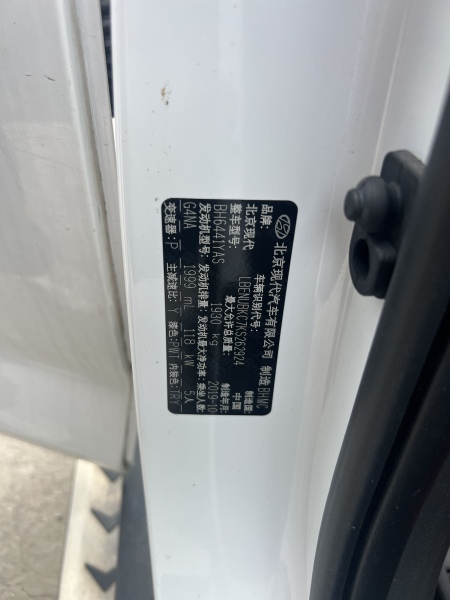 北京现代汽车有限公司 制造 BHMC
品牌: 北京现代 车辆识别代号: LBENUBKC7KS262924 制造国: 中国
整车型号: BH6441YAS 最大允许总质量: 1930 kg 制造年月: 2019-10
发动机型号: G4NA 发动机排量: 1999 mL 发动机最大净功率: 118 kW 乘坐人数: 5人
变速器: P 主减速比: Y 漆色: PWT 内装色: TRY